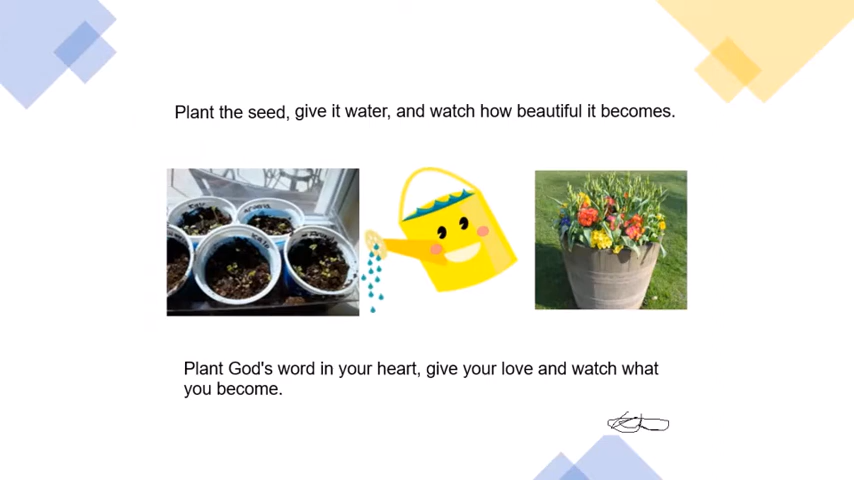 Plant the seed, give it water, and watch how beautiful it becomes.
Plant God's word in your heart, give your love and watch what
you become.